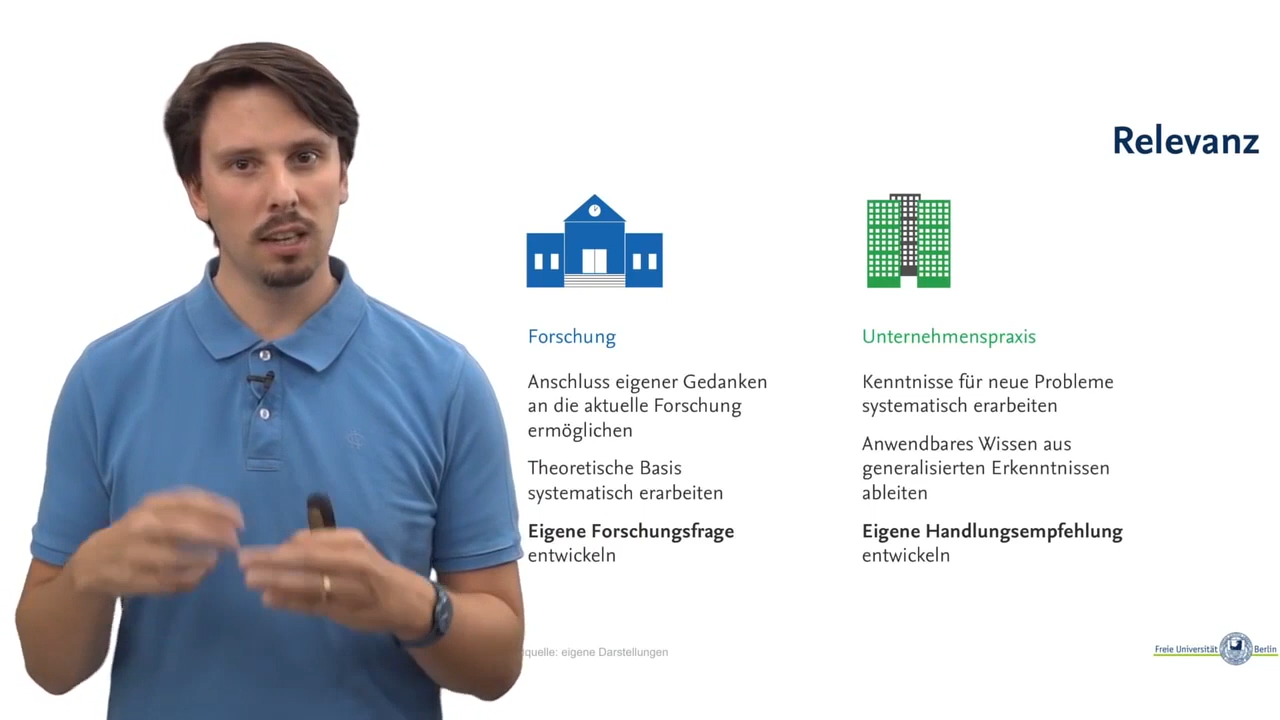 Relevanz
Forschung
Anschluss eigener Gedanken
an die aktuelle Forschung
ermöglichen
Theoretische Basis
systematisch erarbeiten
Eigene Forschungsfrage
entwickeln
Unternehmenspraxis
Kenntnisse für neue Probleme
systematisch erarbeiten
Anwendbares Wissen aus
generalisierten Erkenntnissen
ableiten
Eigene Handlungsempfehlung
entwickeln
quelle: eigene Darstellungen
Freie Universität Berlin